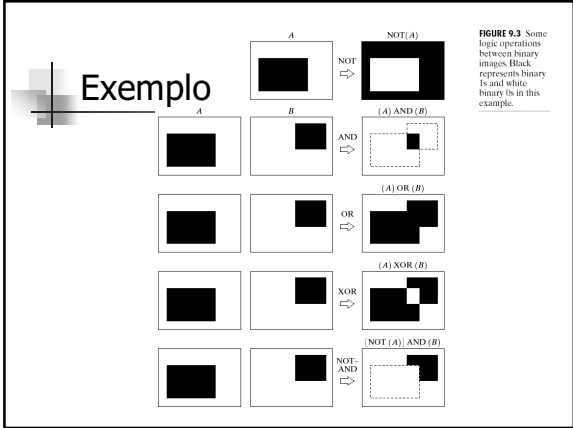 Exemplo
A
NOT(A)
NOT
FIGURE 9.3 Some
logic operations
between binary
images. Black
represents binary
1s and white
binary 0s in this
example.
A
B
(A) AND (B)
AND
(A) OR (B)
OR
(A) XOR (B)
XOR
[NOT (A)] AND (B)
NOT–
AND